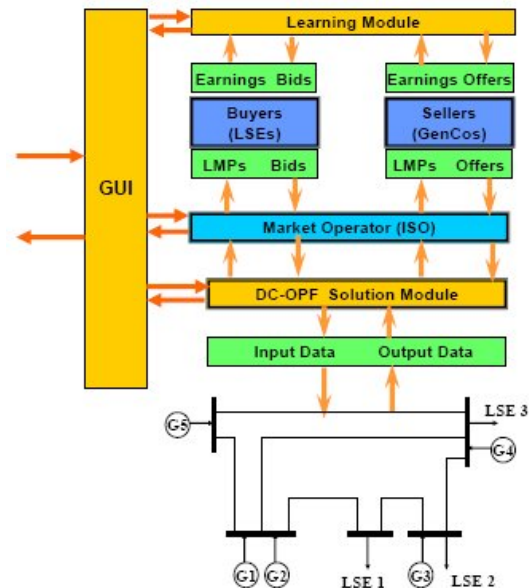 Learning Module
Earnings Bids
Earnings Offers
Buyers
(LSEs)
Sellers
(GenCos)
LMPs Bids
LMPs Offers
GUI
Market Operator (ISO)
DC-OPF Solution Module
Input Data Output Data
G5
LSE 3
G4
G1
G2
LSE 1
G3
LSE 2